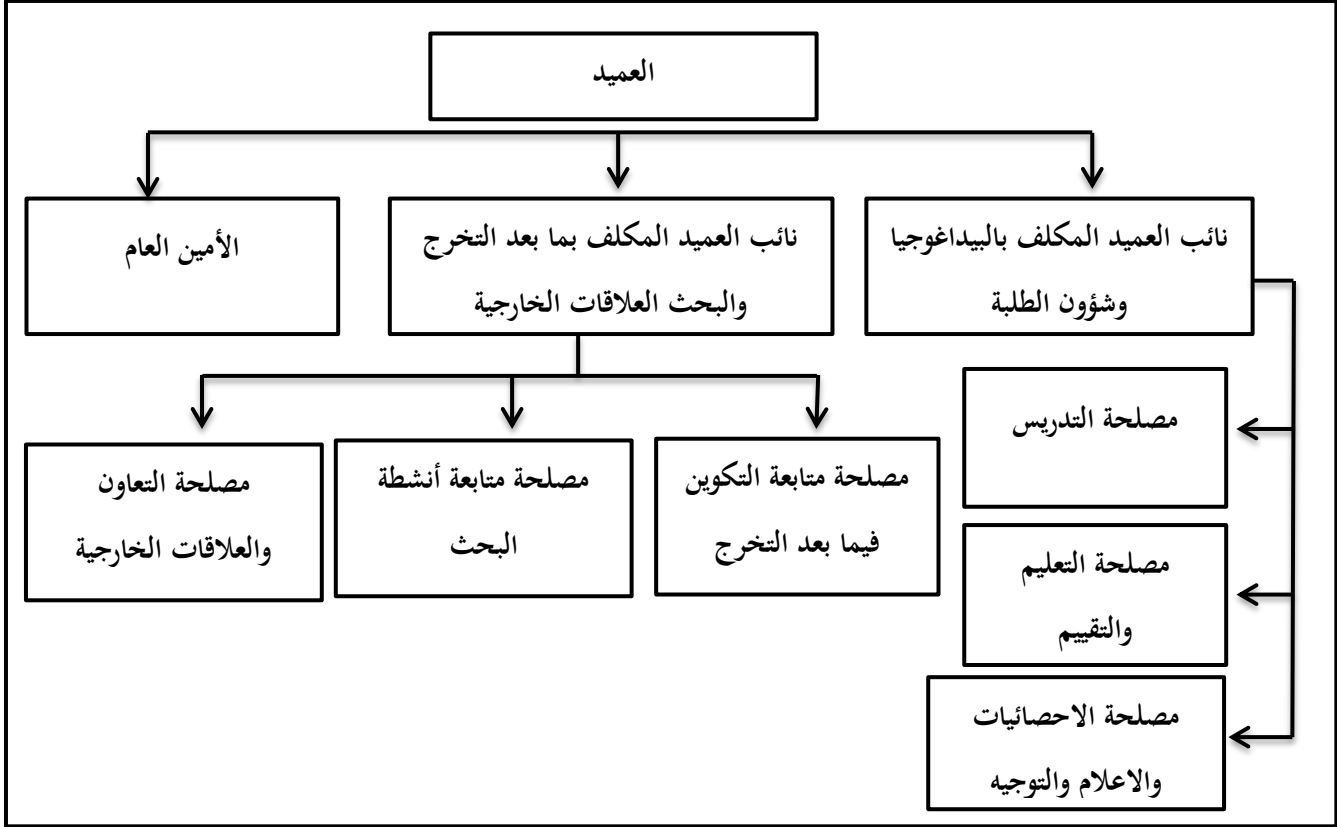 العميد
نائب العميد المكلف بالبيداغوجيا
وشؤون الطلبة
نائب العميد المكلف بما بعد التخرج
والبحث العلاقات الخارجية
الأمين العام
مصلحة التدريس
مصلحة التعليم
والتقييم
مصلحة الاحصائيات
والاعلام والتوجيه
مصلحة متابعة التكوين
فيما بعد التخرج
مصلحة متابعة أنشطة
البحث
مصلحة التعاون
والعلاقات الخارجية